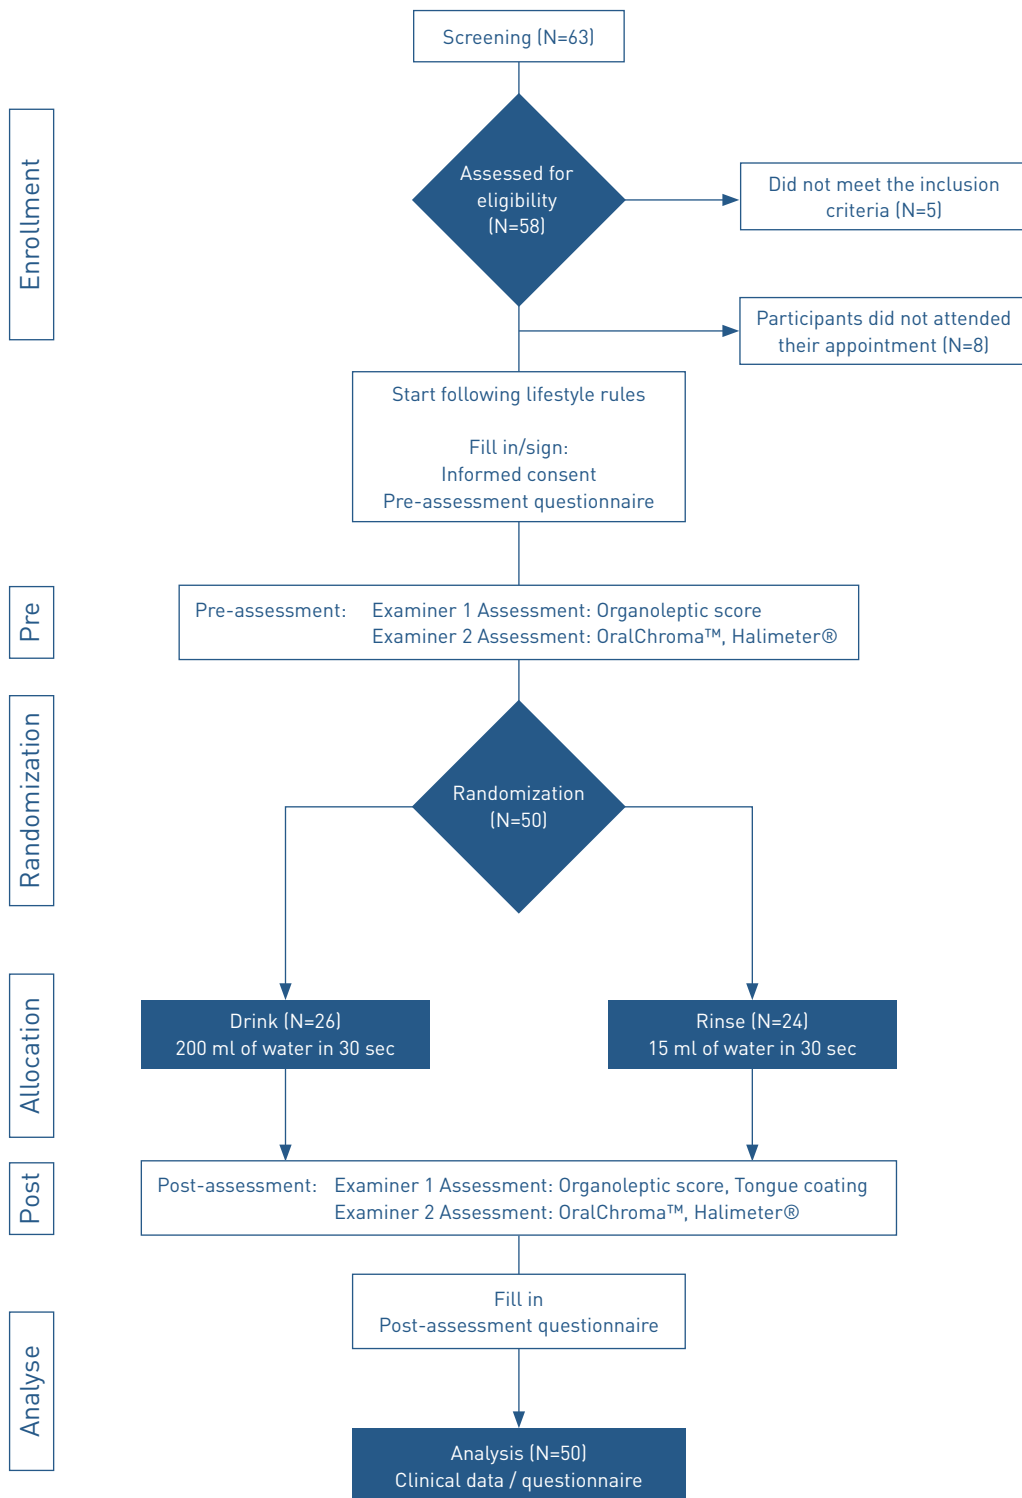 Screening (N=63)
Enrollment
Assessed for
eligibility
(N=58)
Did not meet the inclusion
criteria (N=5)
Participants did not attended
their appointment (N=8)
Start following lifestyle rules
Fill in/sign:
Informed consent
Pre-assessment questionnaire
Pre
Pre-assessment: Examiner 1 Assessment: Organoleptic score
Examiner 2 Assessment: OralChroma™, Halimeter®
Randomization
Randomization
(N=50)
Allocation
Drink (N=26)
200 ml of water in 30 sec
Rinse (N=24)
15 ml of water in 30 sec
Post
Post-assessment: Examiner 1 Assessment: Organoleptic score, Tongue coating
Examiner 2 Assessment: OralChroma™, Halimeter®
Analyse
Fill in
Post-assessment questionnaire
Analysis (N=50)
Clinical data / questionnaire